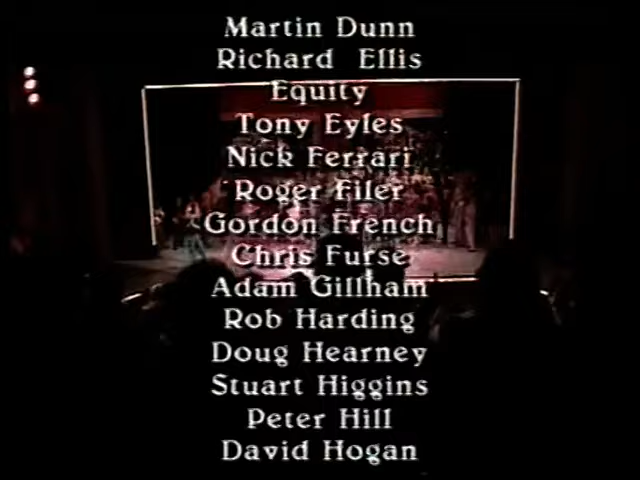 Martin Dunn
Richard Ellis
Equity
Tony Eyles
Nick Ferrari
Roger Filer
Gordon French
Chris Furse
Adam Gillham
Rob Harding
Doug Hearney
Stuart Higgins
Peter Hill
David Hogan